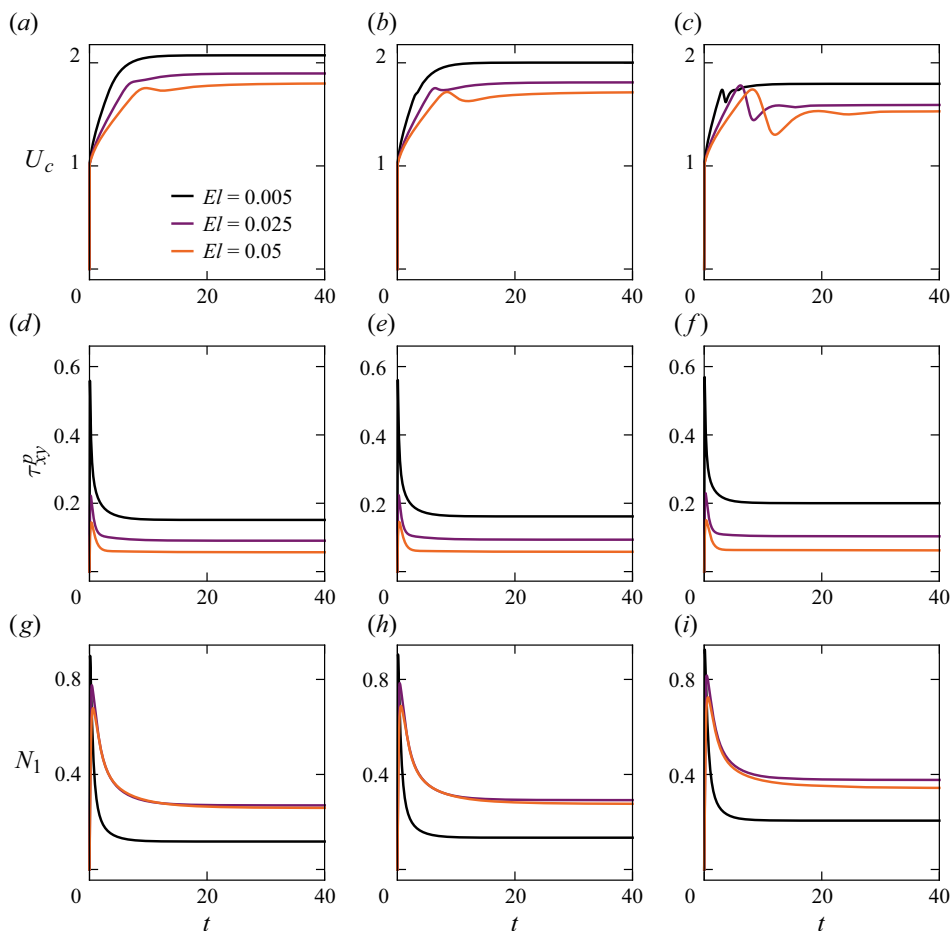 (a) (b) (c)
2 2 2
U_c 1 1 1
El = 0.005
El = 0.025
El = 0.05
0 20 40 0 20 40 0 20 40
t t t
(d) (e) (f)
0.6 0.6 0.6
0.4 0.4 0.4
τ^p_xy 0.2 0.2 0.2
0 20 40 0 20 40 0 20 40
(g) (h) (i)
0.8 0.8 0.8
N_1 0.4 0.4 0.4
0 20 40 0 20 40 0 20 40
t t t